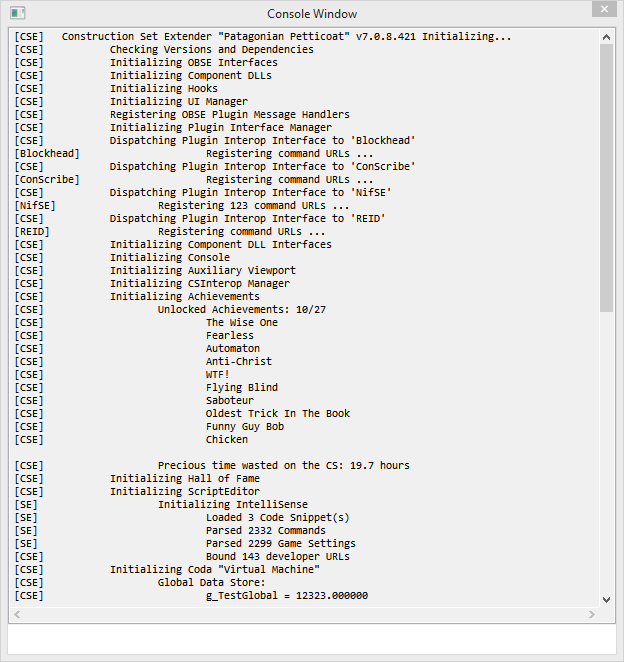 Console Window
[CSE] Construction Set Extender "Patagonian Petticoat" v7.0.8.421 Initializing...
[CSE] Checking Versions and Dependencies
[CSE] Initializing OBSE Interfaces
[CSE] Initializing Component DLLs
[CSE] Initializing Hooks
[CSE] Initializing UI Manager
[CSE] Registering OBSE Plugin Message Handlers
[CSE] Initializing Plugin Interface Manager
[CSE] Dispatching Plugin Interop Interface to 'Blockhead'
[Blockhead] Registering command URLs ...
[CSE] Dispatching Plugin Interop Interface to 'ConScribe'
[ConScribe] Registering command URLs ...
[CSE] Dispatching Plugin Interop Interface to 'NifSE'
[NifSE] Registering 123 command URLs ...
[CSE] Dispatching Plugin Interop Interface to 'REID'
[REID] Registering command URLs ...
[CSE] Initializing Component DLL Interfaces
[CSE] Initializing Console
[CSE] Initializing Auxiliary Viewport
[CSE] Initializing CSInterop Manager
[CSE] Initializing Achievements
[CSE] Unlocked Achievements: 10/27
[CSE] The Wise One
[CSE] Fearless
[CSE] Automaton
[CSE] Anti-Christ
[CSE] WTF!
[CSE] Flying Blind
[CSE] Saboteur
[CSE] Oldest Trick In The Book
[CSE] Funny Guy Bob
[CSE] Chicken
[CSE] Precious time wasted on the CS: 19.7 hours
[CSE] Initializing Hall of Fame
[CSE] Initializing ScriptEditor
[SE] Initializing IntelliSense
[SE] Loaded 3 Code Snippet(s)
[SE] Parsed 2332 Commands
[SE] Parsed 2299 Game Settings
[CSE] Bound 143 developer URLs
[CSE] Initializing Coda "Virtual Machine"
[CSE] Global Data Store:
[CSE] g_TestGlobal = 12323.000000